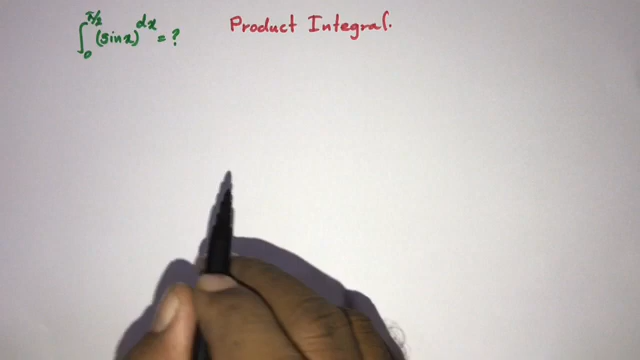 ∫₀^{π/2} (sin x)^{dx} = ?
Product Integral.